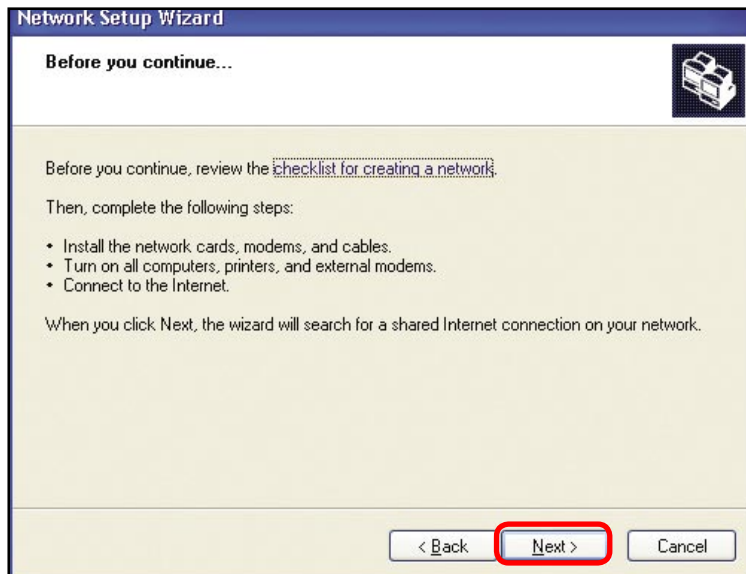 Network Setup Wizard
Before you continue...
Before you continue, review the checklist for creating a network.
Then, complete the following steps:
• Install the network cards, modems, and cables.
• Turn on all computers, printers, and external modems.
• Connect to the Internet.
When you click Next, the wizard will search for a shared Internet connection on your network.
< Back Next > Cancel